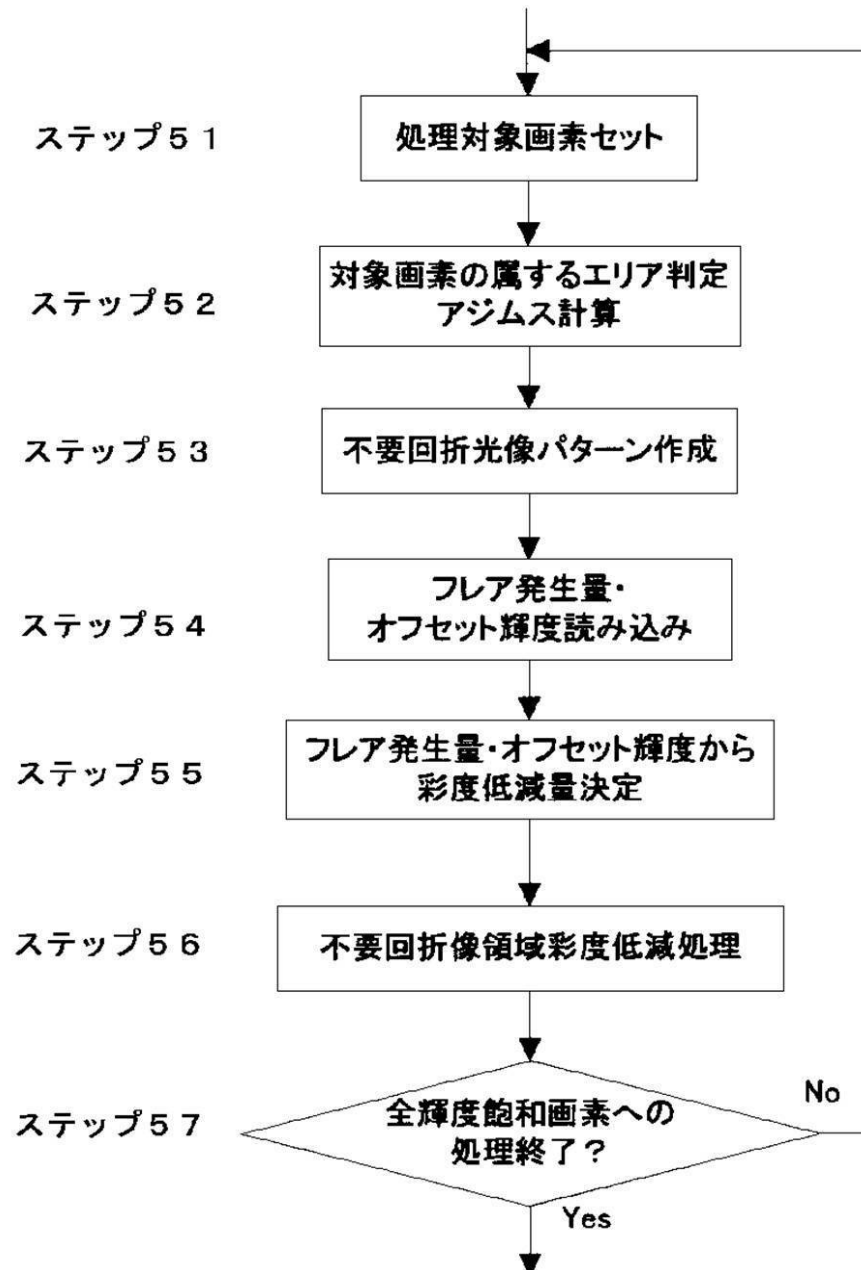 ステップ51
処理対象画素セット
ステップ52
対象画素の属するエリア判定
アジムス計算
ステップ53
不要回折光像パターン作成
ステップ54
フレア発生量・
オフセット輝度読み込み
ステップ55
フレア発生量・オフセット輝度から
彩度低減量決定
ステップ56
不要回折像領域彩度低減処理
ステップ57
全輝度飽和画素への
処理終了?
No
Yes